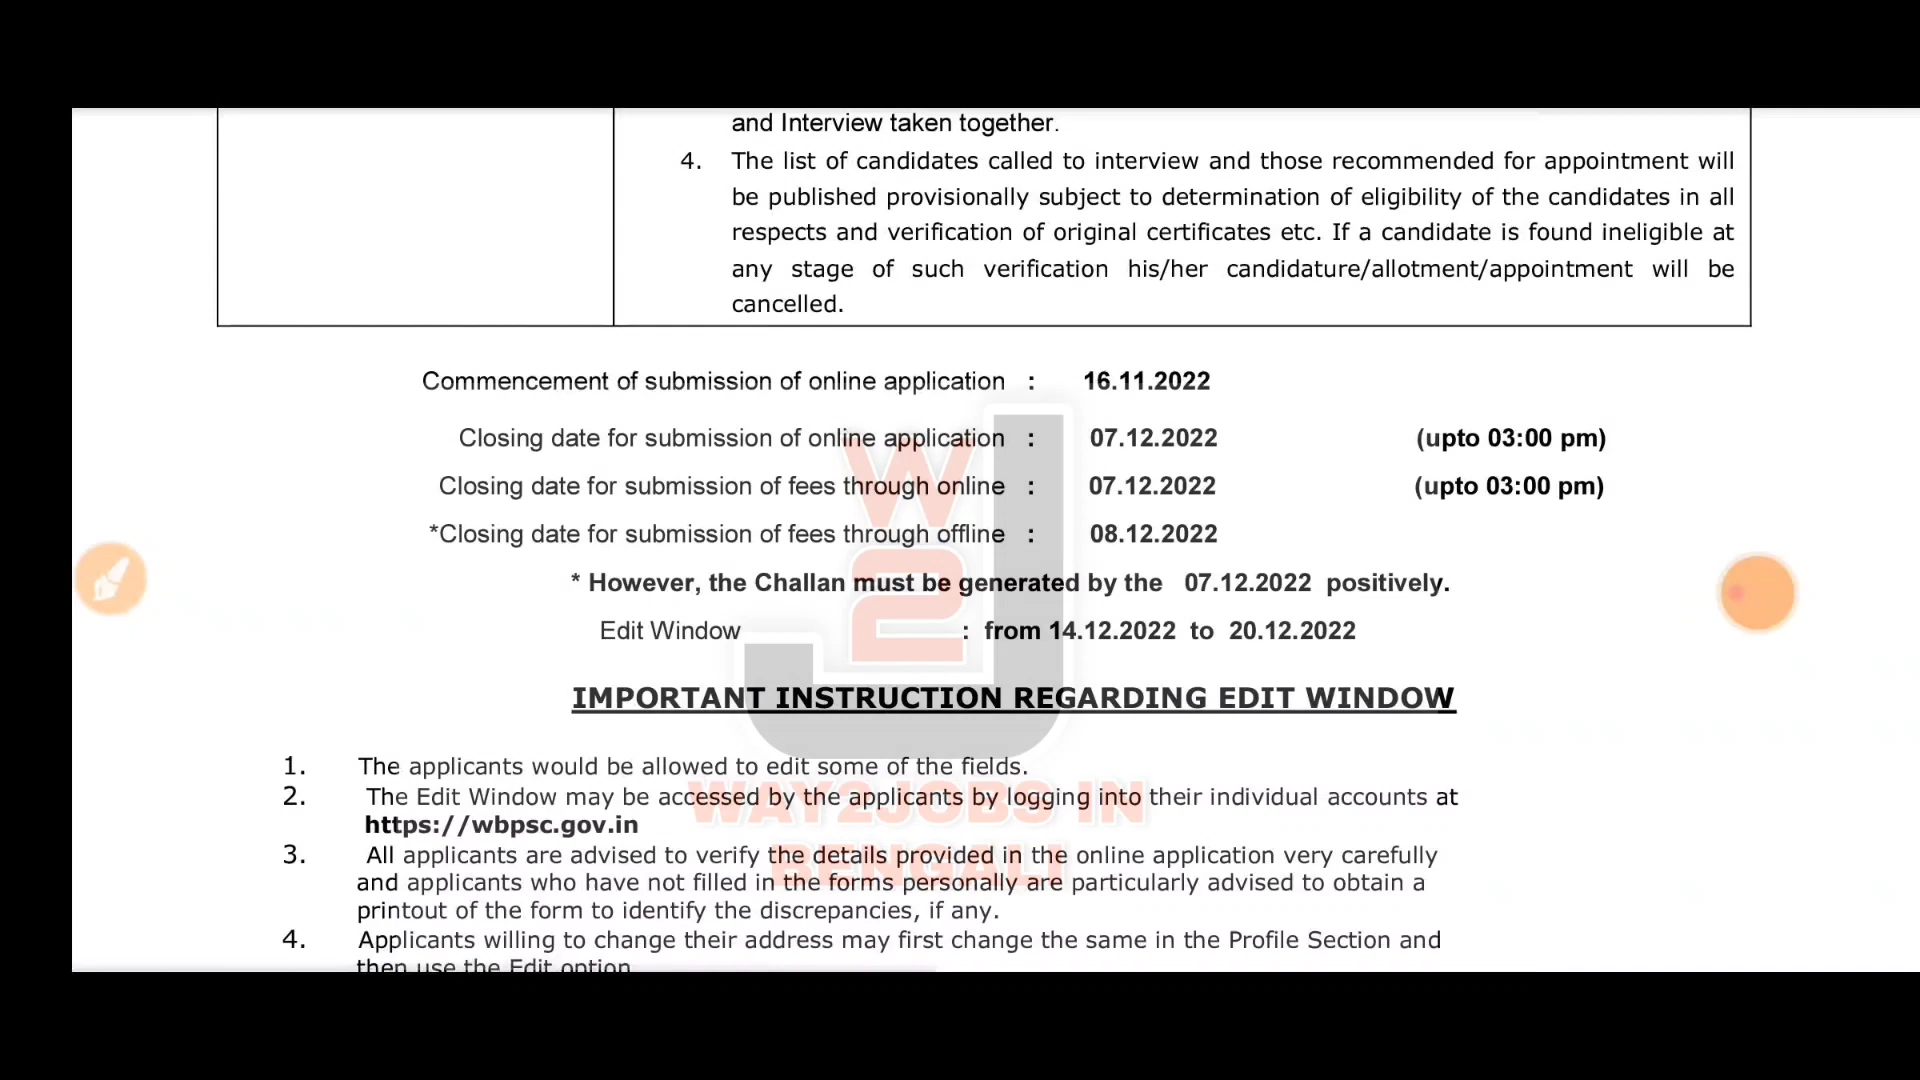 and Interview taken together.
4. The list of candidates called to interview and those recommended for appointment will
be published provisionally subject to determination of eligibility of the candidates in all
respects and verification of original certificates etc. If a candidate is found ineligible at
any stage of such verification his/her candidature/allotment/appointment will be
cancelled.
Commencement of submission of online application : 16.11.2022
Closing date for submission of online application : 07.12.2022 (upto 03:00 pm)
Closing date for submission of fees through online : 07.12.2022 (upto 03:00 pm)
*Closing date for submission of fees through offline : 08.12.2022
* However, the Challan must be generated by the 07.12.2022 positively.
Edit Window : from 14.12.2022 to 20.12.2022
W
2
J
IMPORTANT INSTRUCTION REGARDING EDIT WINDOW
1. The applicants would be allowed to edit some of the fields.
2. The Edit Window may be accessed by the applicants by logging into their individual accounts at
https://wbpsc.gov.in
WAY2JOBS IN
BENGALI
3. All applicants are advised to verify the details provided in the online application very carefully
and applicants who have not filled in the forms personally are particularly advised to obtain a
printout of the form to identify the discrepancies, if any.
4. Applicants willing to change their address may first change the same in the Profile Section and
then use the Edit option